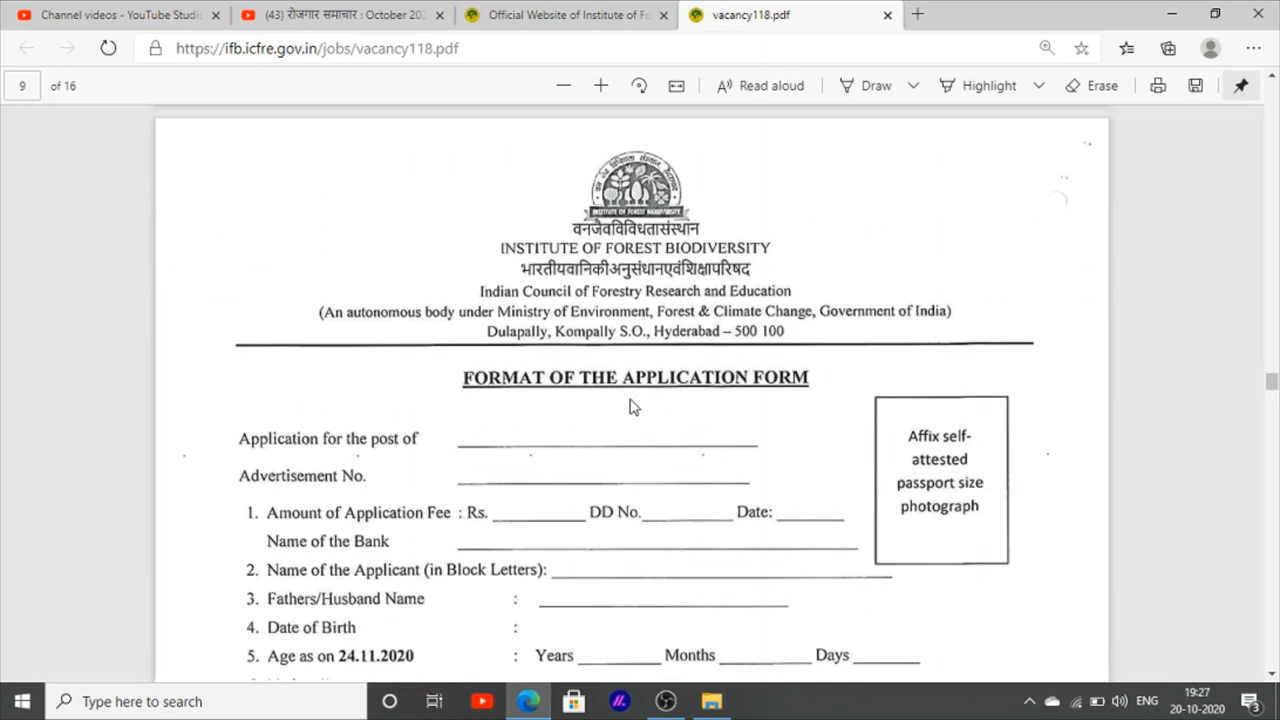 Channel videos - YouTube Studio
(43) रोजगार समाचार : October 202
Official Website of Institute of Fo
vacancy118.pdf
https://ifb.icfre.gov.in/jobs/vacancy118.pdf
9 of 16
Read aloud
Draw
Highlight
Erase
INSTITUTE OF FOREST BIODIVERSITY
वनजैवविविधतासंस्थान
INSTITUTE OF FOREST BIODIVERSITY
भारतीयवानिकीअनुसंधानएवंशिक्षापरिषद
Indian Council of Forestry Research and Education
(An autonomous body under Ministry of Environment, Forest & Climate Change, Government of India)
Dulapally, Kompally S.O., Hyderabad – 500 100
FORMAT OF THE APPLICATION FORM
Affix self-
attested
passport size
photograph
Application for the post of
Advertisement No.
1. Amount of Application Fee : Rs. DD No. Date:
Name of the Bank
2. Name of the Applicant (in Block Letters):
3. Fathers/Husband Name :
4. Date of Birth :
5. Age as on 24.11.2020 : Years Months Days
Type here to search
ENG
19:27
20-10-2020
3